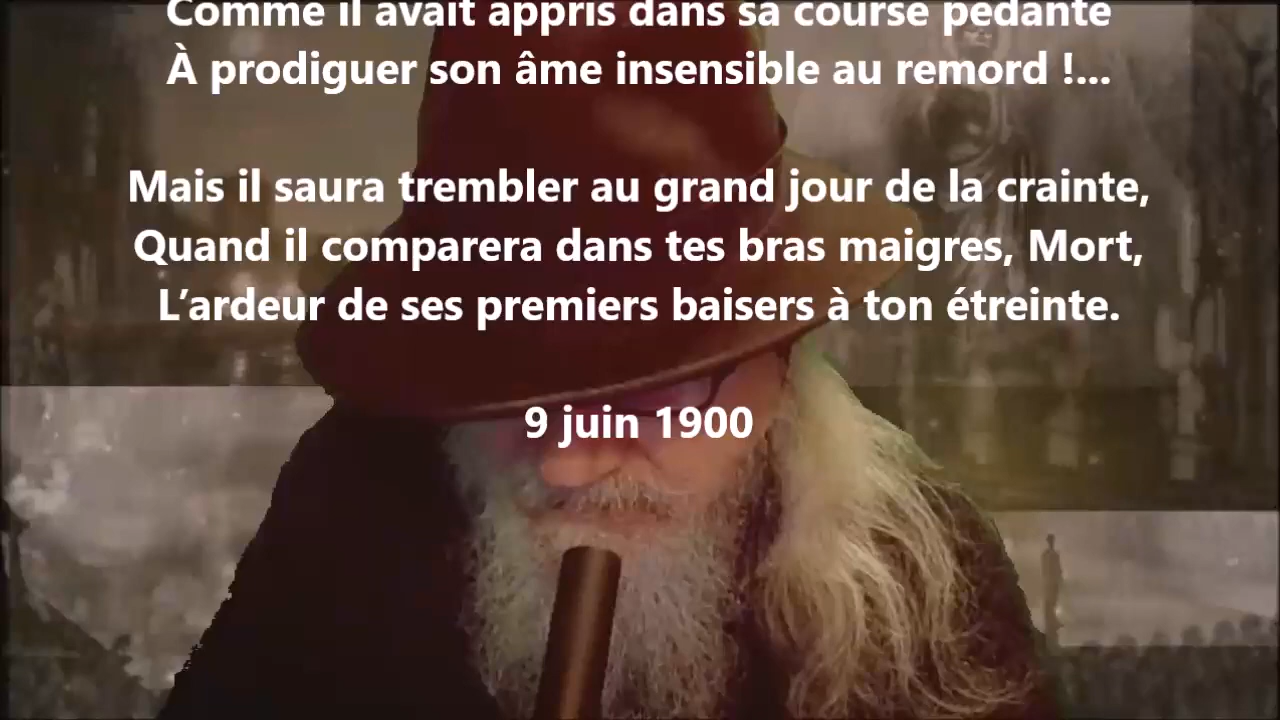 Comme il avait appris dans sa course pédante
À prodiguer son âme insensible au remord !...
Mais il saura trembler au grand jour de la crainte,
Quand il comparera dans tes bras maigres, Mort,
L’ardeur de ses premiers baisers à ton étreinte.
9 juin 1900